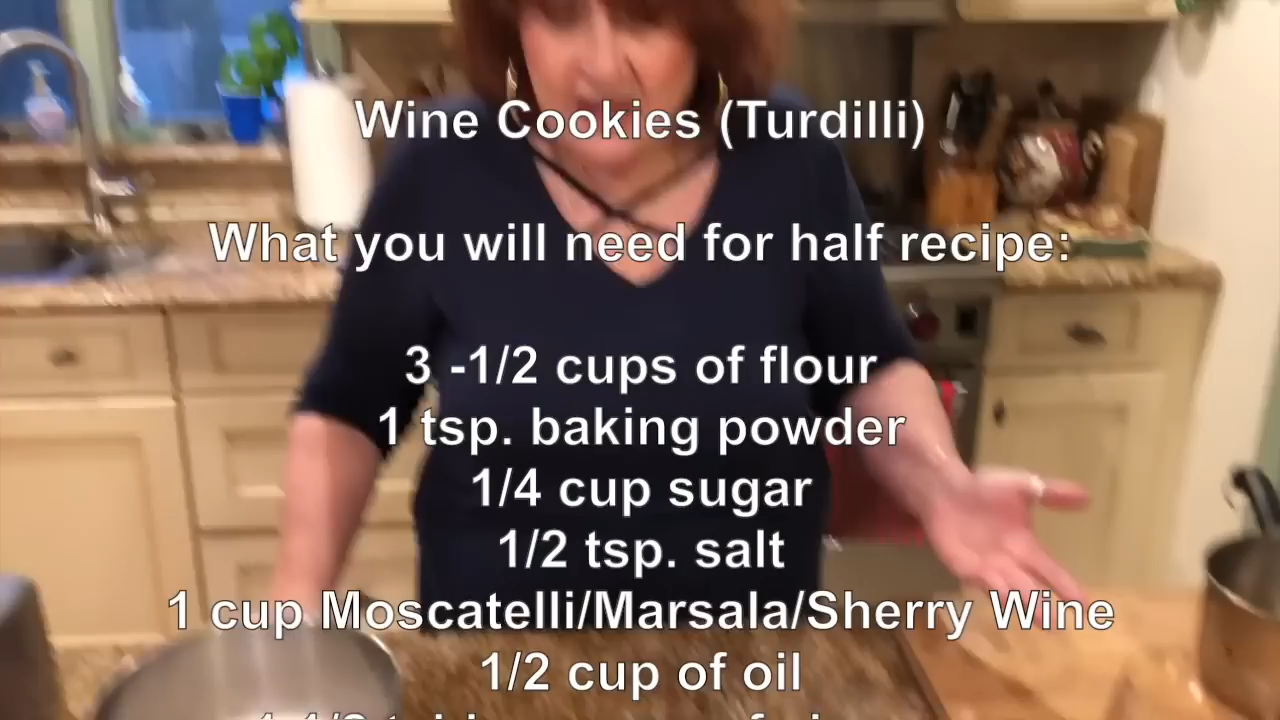 Wine Cookies (Turdilli)
What you will need for half recipe:
3 -1/2 cups of flour
1 tsp. baking powder
1/4 cup sugar
1/2 tsp. salt
1 cup Moscatelli/Marsala/Sherry Wine
1/2 cup of oil